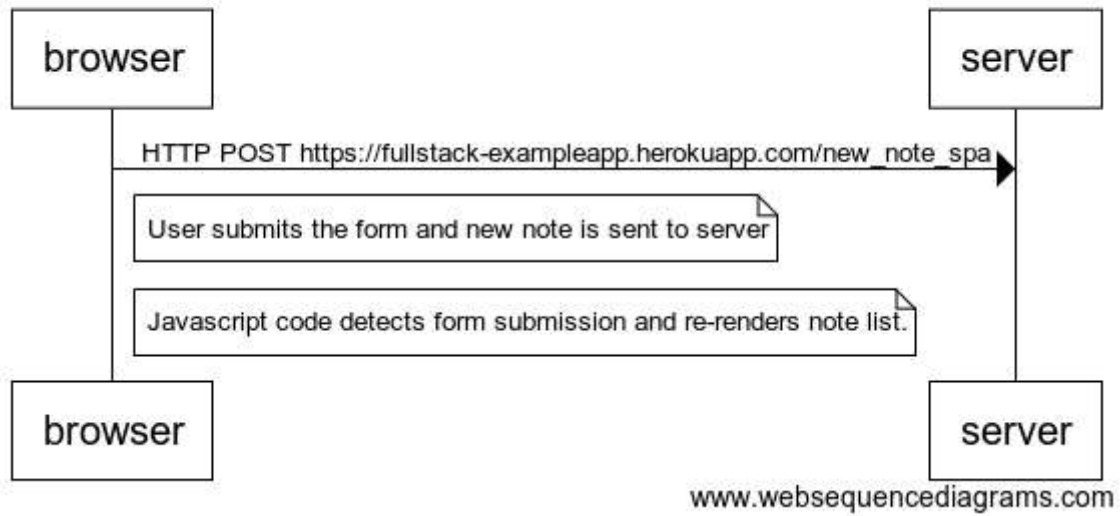 browser
server
HTTP POST https://fullstack-exampleapp.herokuapp.com/new_note_spa
User submits the form and new note is sent to server
Javascript code detects form submission and re-renders note list.
browser
server
www.websequencediagrams.com